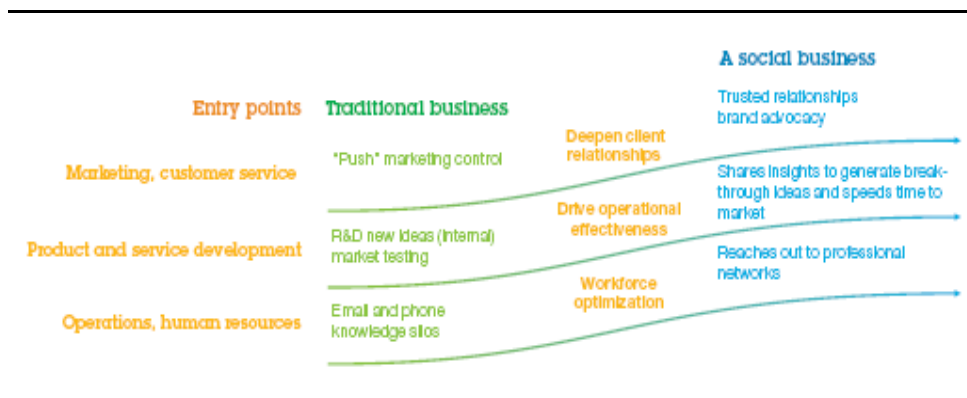 A social business
Entry points
Traditional business
Trusted relationships
brand advocacy
Marketing, customer service
"Push" marketing control
Deepen client
relationships
Shares insights to generate break-
through ideas and speeds time to
market
Product and service development
R&D new ideas (internal)
market testing
Drive operational
effectiveness
Reaches out to professional
networks
Operations, human resources
Email and phone
knowledge silos
Workforce
optimization